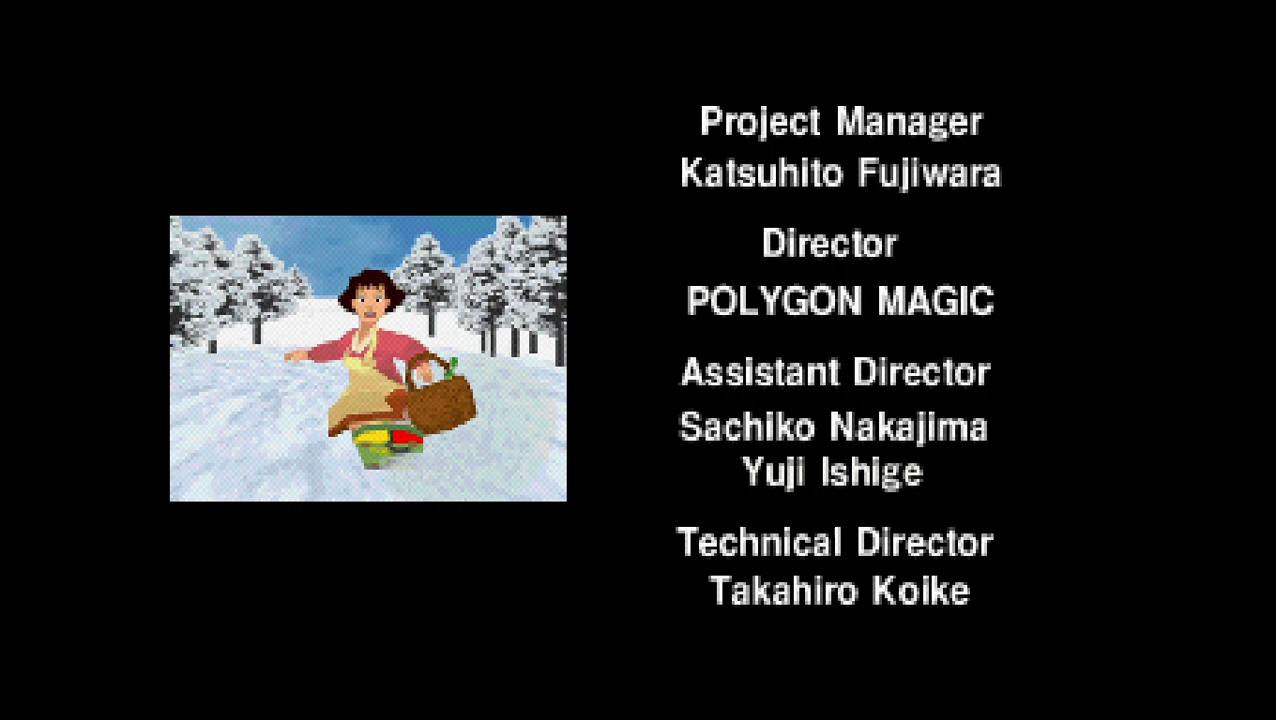 Project Manager
Katsuhito Fujiwara
Director
POLYGON MAGIC
Assistant Director
Sachiko Nakajima
Yuji Ishige
Technical Director
Takahiro Koike